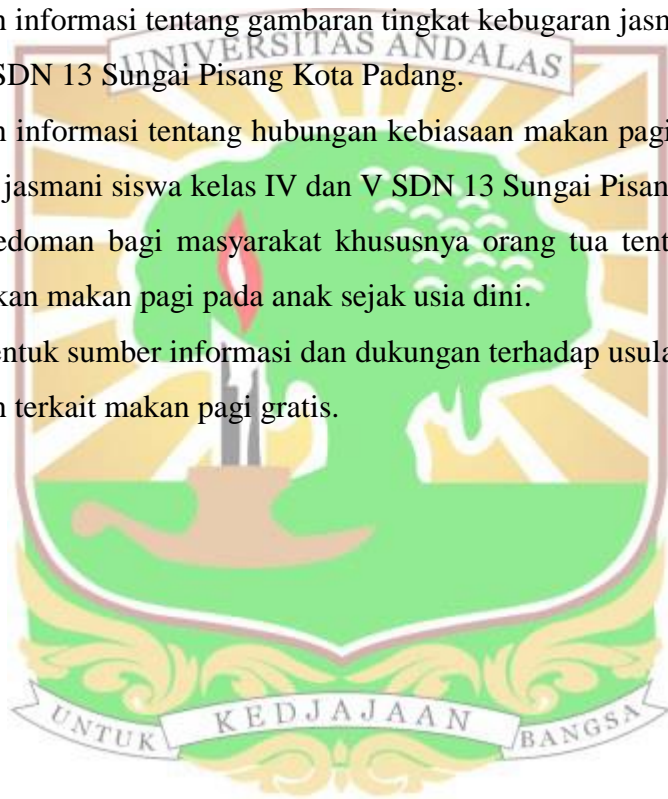 n informasi tentang gambaran tingkat kebugaran jasm
UNIVERSITAS ANDALAS
SDN 13 Sungai Pisang Kota Padang.
n informasi tentang hubungan kebiasaan makan pagi
jasmani siswa kelas IV dan V SDN 13 Sungai Pisan
edoman bagi masyarakat khususnya orang tua tent
kan makan pagi pada anak sejak usia dini.
entuk sumber informasi dan dukungan terhadap usula
n terkait makan pagi gratis.
UNTUK KEDJAJAAN BANGSA